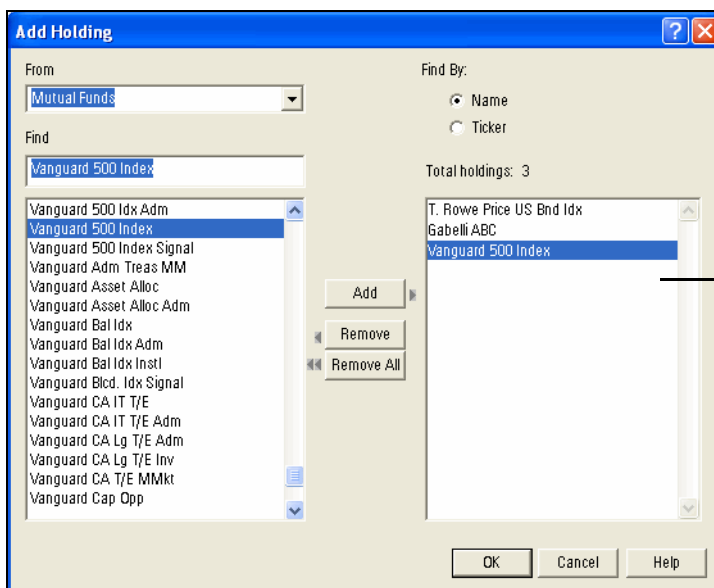 Add Holding
From
Mutual Funds
Find
Vanguard 500 Index
Vanguard 500 Idx Adm
Vanguard 500 Index
Vanguard 500 Index Signal
Vanguard Adm Treas MM
Vanguard Asset Alloc
Vanguard Asset Alloc Adm
Vanguard Bal Idx
Vanguard Bal Idx Adm
Vanguard Bal Idx Instl
Vanguard Blcd. Idx Signal
Vanguard CA IT T/E
Vanguard CA IT T/E Adm
Vanguard CA Lg T/E Adm
Vanguard CA Lg T/E Inv
Vanguard CA T/E MMkt
Vanguard Cap Opp
Add
Remove
Remove All
Find By:
Name
Ticker
Total holdings: 3
T. Rowe Price US Bnd Idx
Gabelli ABC
Vanguard 500 Index
OK Cancel Help